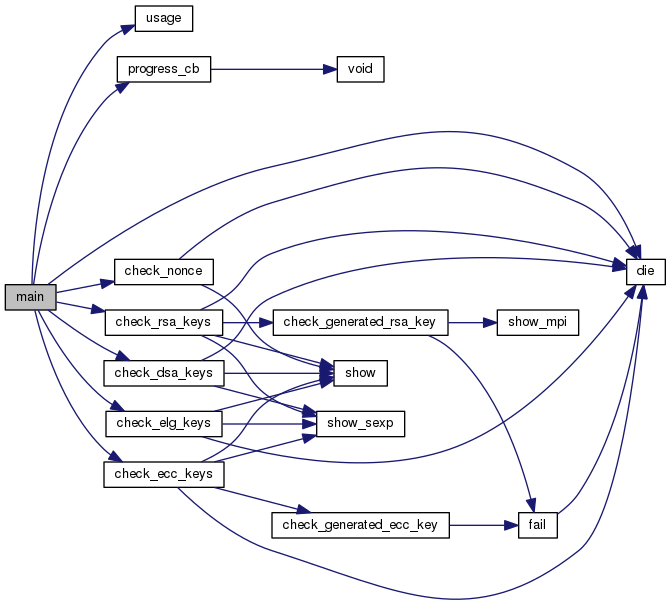 usage
progress_cb
void
main
check_nonce
die
check_rsa_keys
check_generated_rsa_key
show_mpi
check_dsa_keys
show
check_elg_keys
show_sexp
check_ecc_keys
check_generated_ecc_key
fail